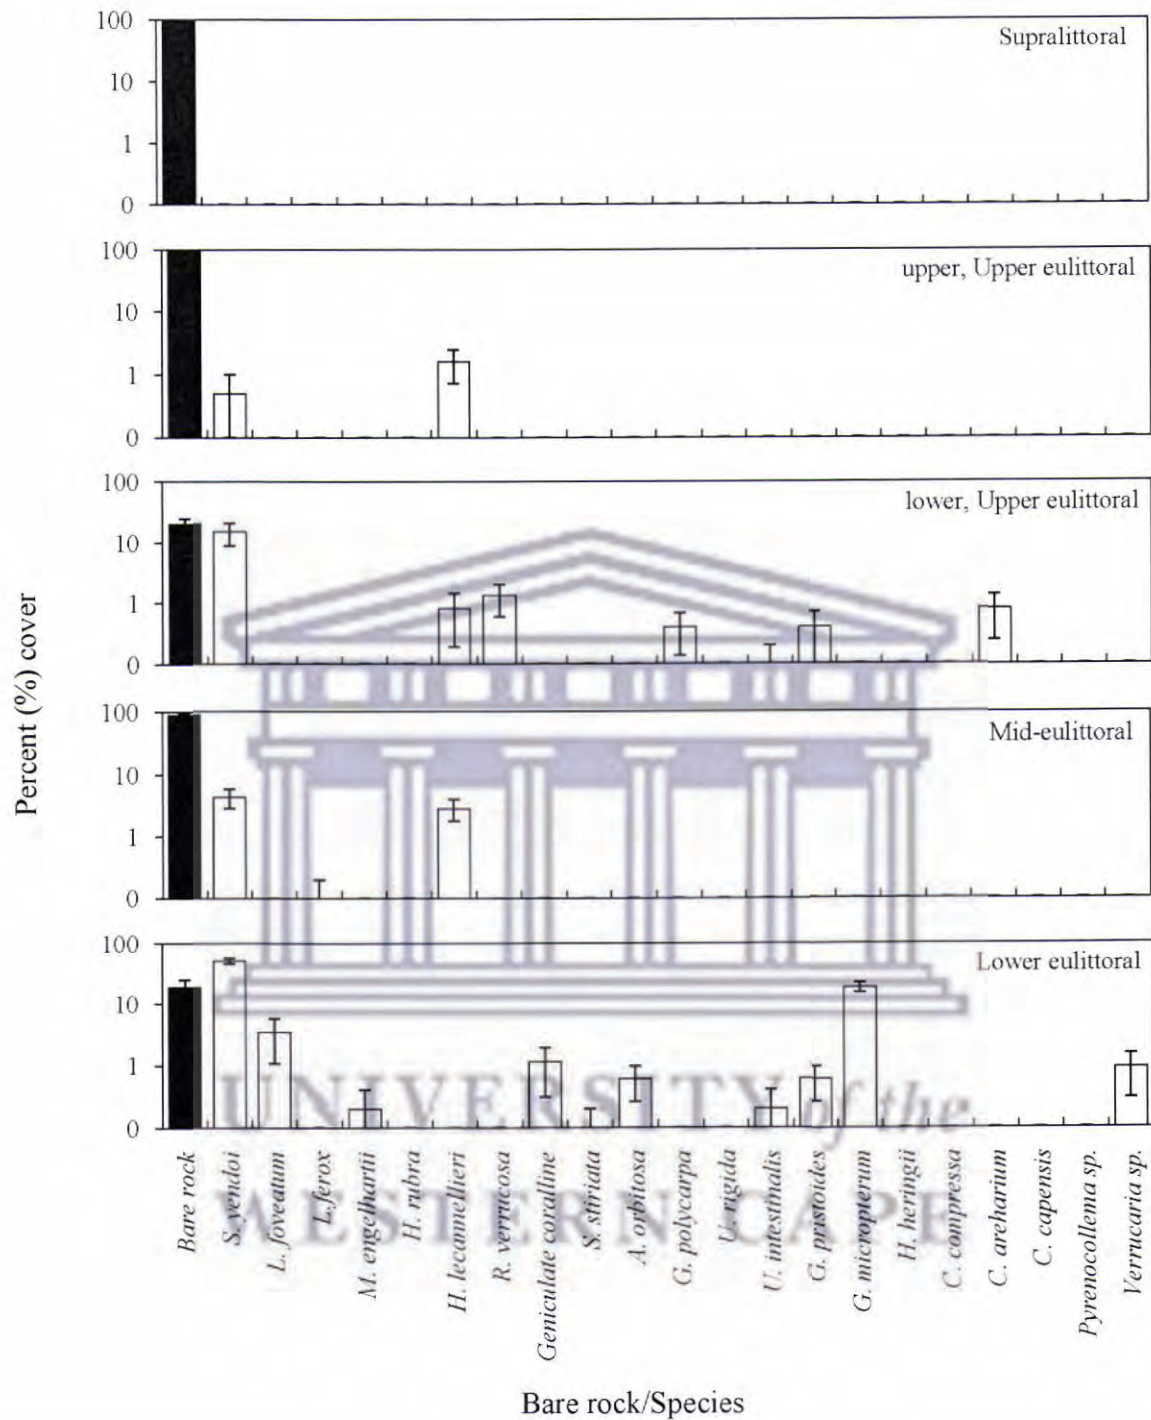 100
10
1
0
Supralittoral
100
10
1
0
upper, Upper eulittoral
100
10
1
0
lower, Upper eulittoral
100
10
1
0
Mid-eulittoral
100
10
1
0
Lower eulittoral
Percent (%) cover
UNIVERSITY of the
WESTERN CAPE
Bare rock
S. yendoi
L. foveatum
L.ferox
M. engelhartii
H. rubra
H. lecannellieri
R. verrucosa
Geniculate coralline
S. striata
A. orbitosa
G. polycarpa
U. rigida
U. intestinalis
G. pristoides
G. micropterum
H. heringii
C. compressa
C. areharium
C. capensis
Pyrenocollema sp.
Verrucaria sp.
Bare rock/Species